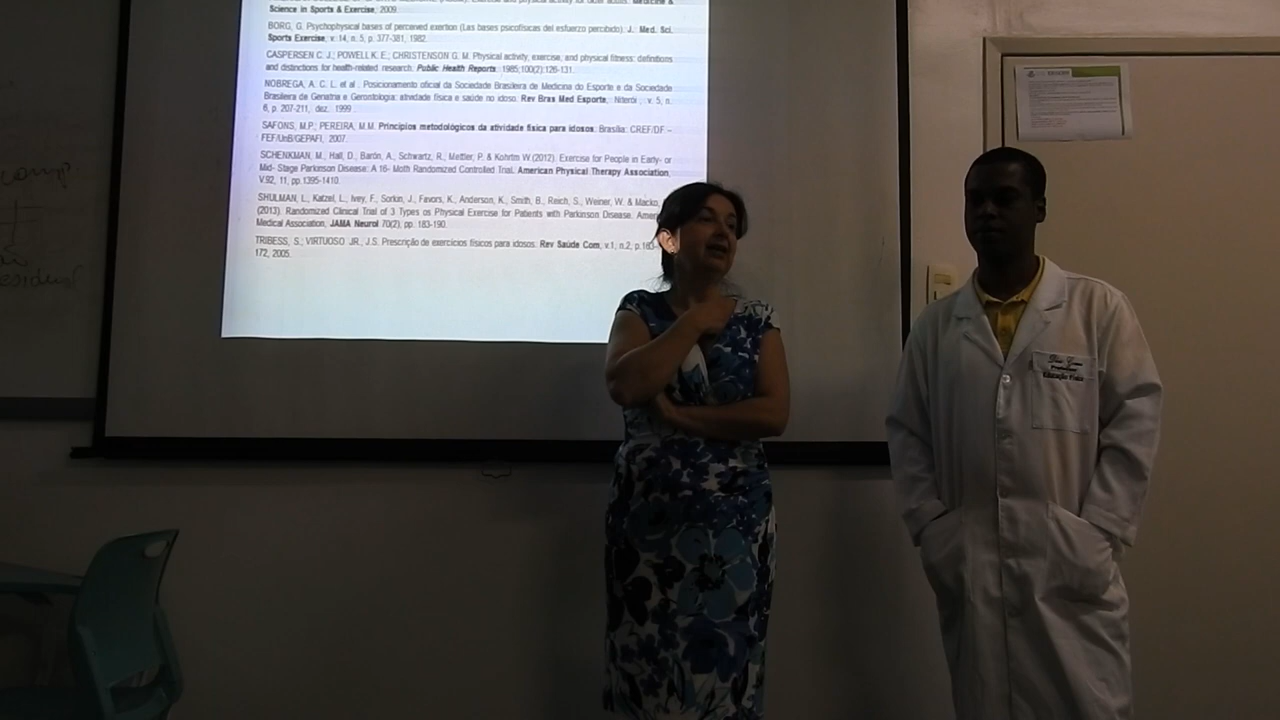 Science in Sports & Exercise, 2009.
BORG, G. Psychophysical bases of perceived exertion (Las bases psicofísicas del esfuerzo percibido). J. Med. Sci.
Sports Exercise, v. 14, n. 5, p. 377-381, 1982.
CASPERSEN C. J.; POWELL K. E.; CHRISTENSON G. M. Physical activity, exercise, and physical fitness: definitions
and distinctions for health-related research. Public Health Reports. 1985;100(2):126-131.
NOBREGA, A. C. L. et al . Posicionamento oficial da Sociedade Brasileira de Medicina do Esporte e da Sociedade
Brasileira de Geriatria e Gerontologia: atividade física e saúde no idoso. Rev Bras Med Esporte, Niterói , v. 5, n.
6, p. 207-211, dez. 1999 .
SAFONS, M.P.; PEREIRA, M.M. Princípios metodológicos da atividade física para idosos. Brasília: CREF/DF –
FEF/UnB/GEPAFI, 2007.
SCHENKMAN, M., Hall, D., Barón, A., Schwartz, R., Mettler, P. & Kohrtm W.(2012). Exercise for People in Early- or
Mid- Stage Parkinson Disease: A 16- Moth Randomized Controlled Trial. American Physical Therapy Association,
V.92, 11, pp.1395-1410.
SHULMAN, L., Katzel, L., Ivey, F., Sorkin, J., Favors, K., Anderson, K., Smith, B., Reich, S., Weiner, W. & Macko,
(2013). Randomized Clinical Trial of 3 Types os Physical Exercise for Patients with Parkinson Disease. Ameri
Medical Association, JAMA Neurol 70(2), pp. 183-190.
TRIBESS, S.; VIRTUOSO JR., J.S. Prescrição de exercícios físicos para idosos. Rev Saúde Com, v.1, n.2, p.163-
172, 2005.
Educação Física